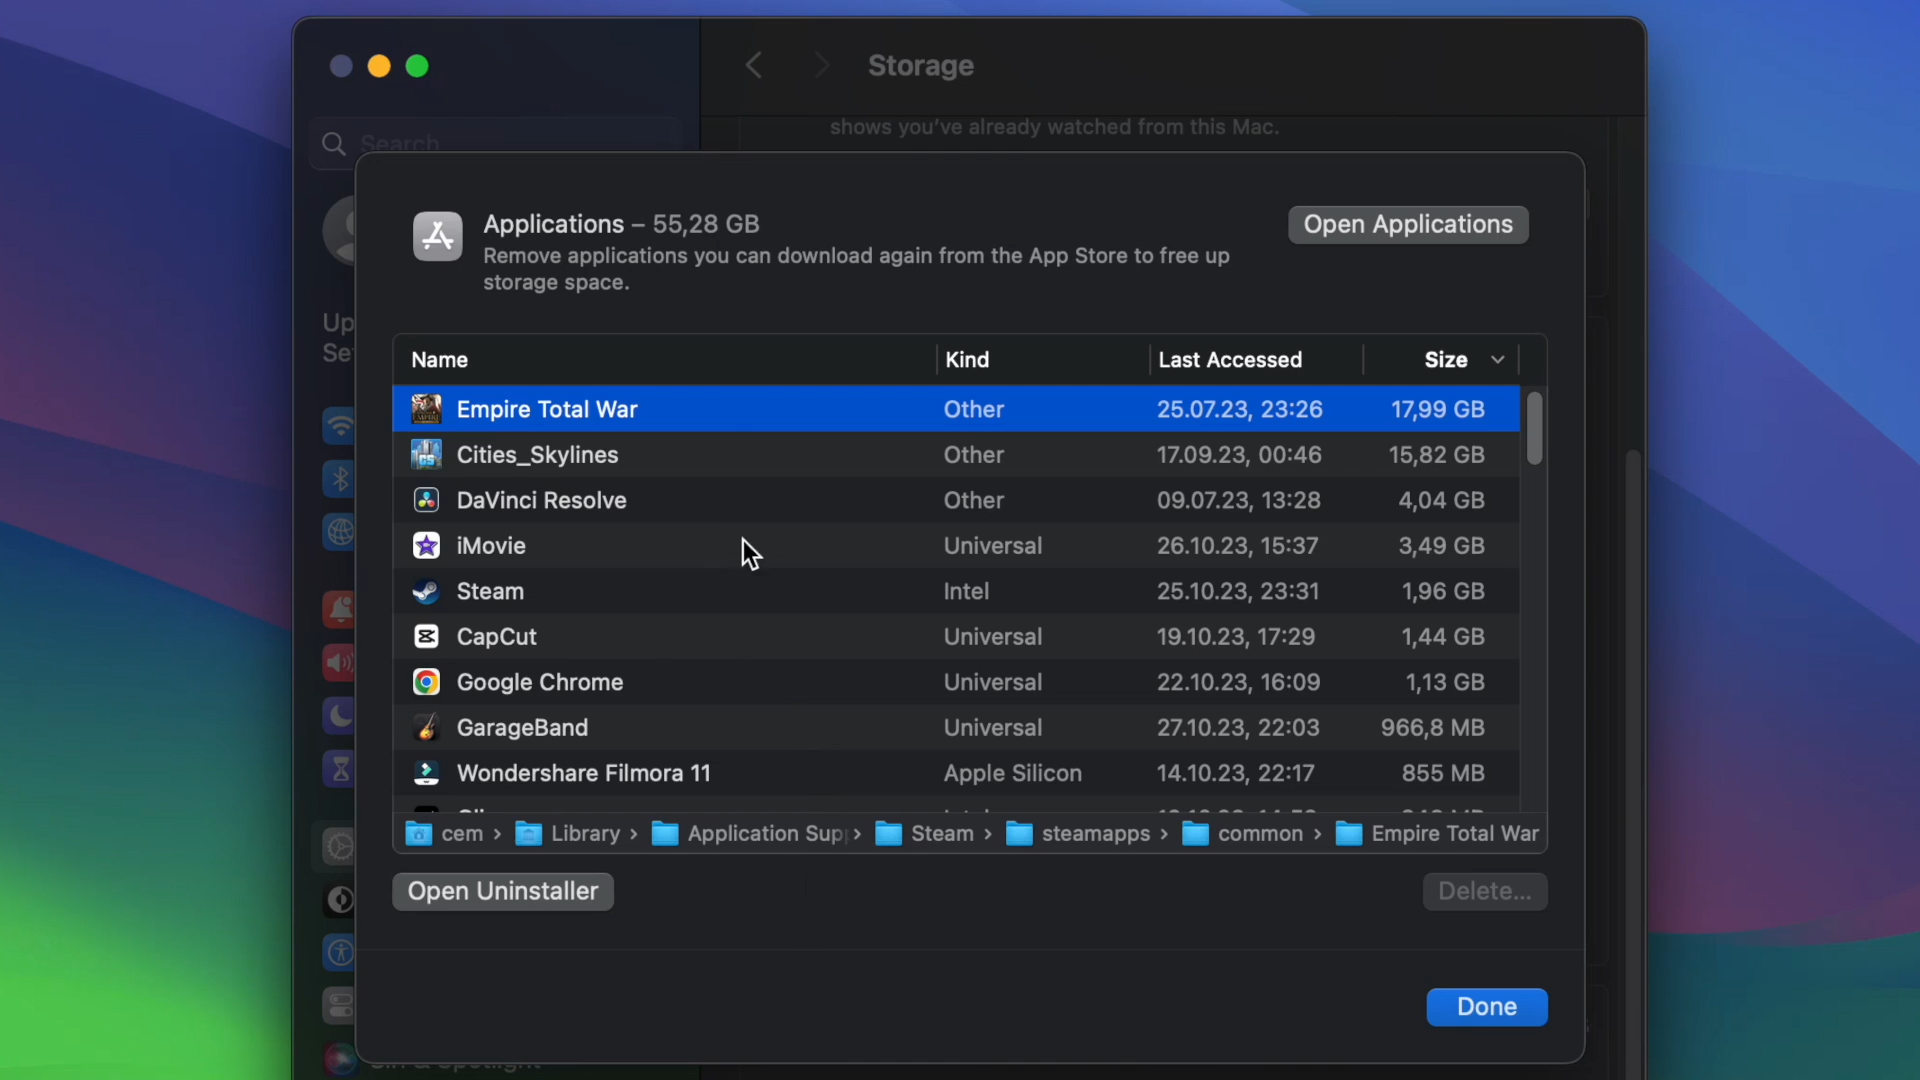 Storage
Search
shows you've already watched from this Mac.
Applications – 55,28 GB
Open Applications
Remove applications you can download again from the App Store to free up
storage space.
Name Kind Last Accessed Size
Empire Total War Other 25.07.23, 23:26 17,99 GB
Cities_Skylines Other 17.09.23, 00:46 15,82 GB
DaVinci Resolve Other 09.07.23, 13:28 4,04 GB
iMovie Universal 26.10.23, 15:37 3,49 GB
Steam Intel 25.10.23, 23:31 1,96 GB
CapCut Universal 19.10.23, 17:29 1,44 GB
Google Chrome Universal 22.10.23, 16:09 1,13 GB
GarageBand Universal 27.10.23, 22:03 966,8 MB
Wondershare Filmora 11 Apple Silicon 14.10.23, 22:17 855 MB
cem > Library > Application Sup > Steam > steamapps > common > Empire Total War
Open Uninstaller
Delete...
Done